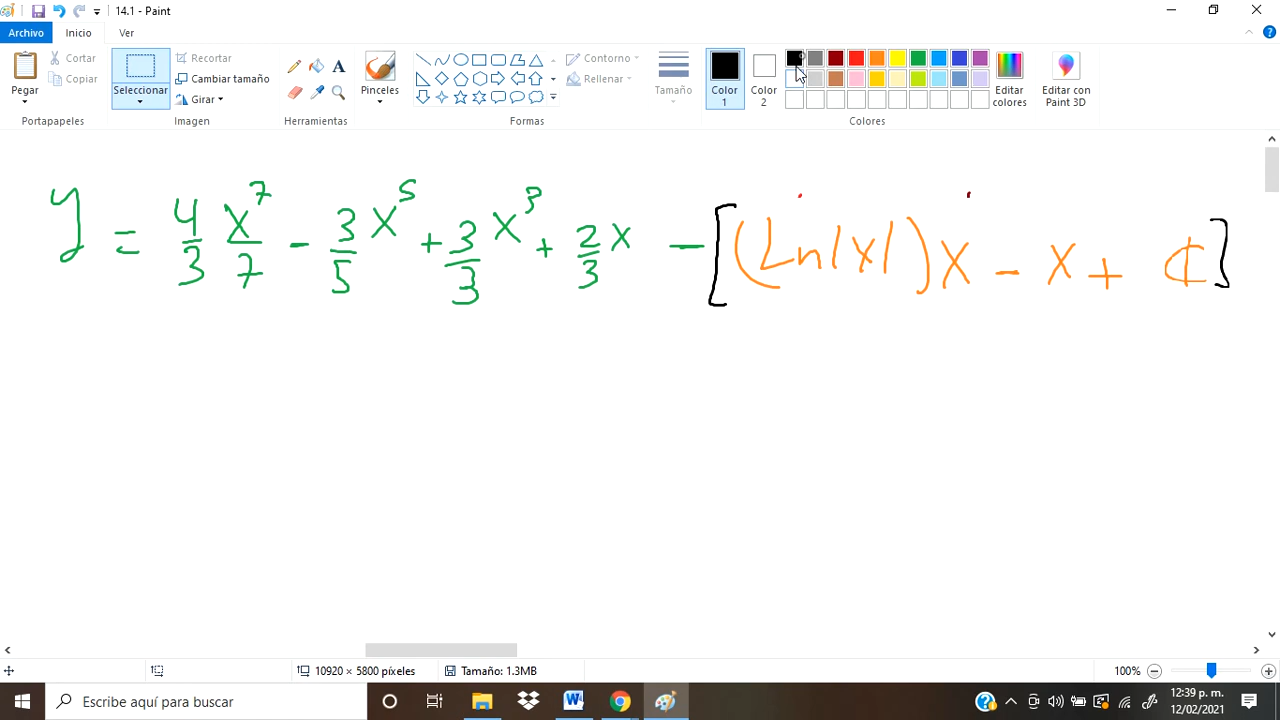 14.1 - Paint
Archivo Inicio Ver
Pegar
Cortar
Copiar
Portapapeles
Seleccionar
Recortar
Cambiar tamaño
Girar
Imagen
A
Herramientas
Pinceles
Contorno
Rellenar
Formas
Tamaño
Color 1
Color 2
Editar colores
Colores
Editar con Paint 3D
y = 4/3 x^7/7 - 3/5 x^5 + 3/3 x^3 + 2/3 x - [(Ln|x|)x - x + ₵]
10920 × 5800 píxeles Tamaño: 1.3MB 100%
Escribe aquí para buscar
12:39 p. m.
12/02/2021